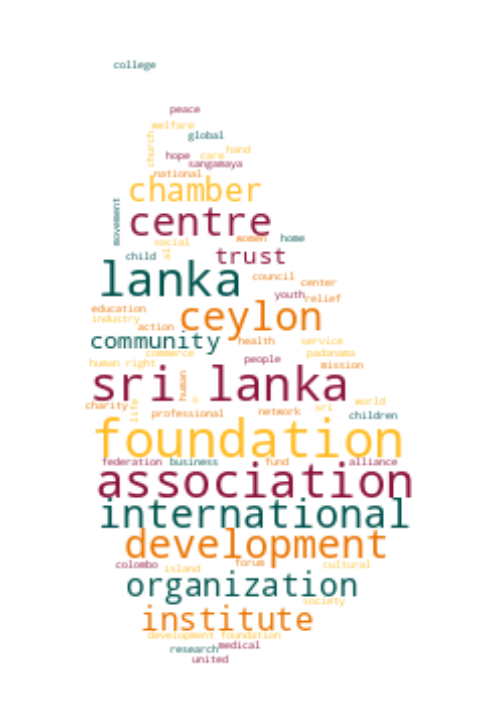 college
peace
welfare
global
church
hand
hope care
sangamaya
national
chamber
movement
centre
social women home
child al trust
lanka council center
youth relief
education ceylon
industry action
community health service
commerce people padanama
human right mission
sri lanka
human
charity life s world
professional network sri children
foundation
federation business fund alliance
association
international
development
colombo island forum cultural
organization
society
institute
development foundation
research medical
united